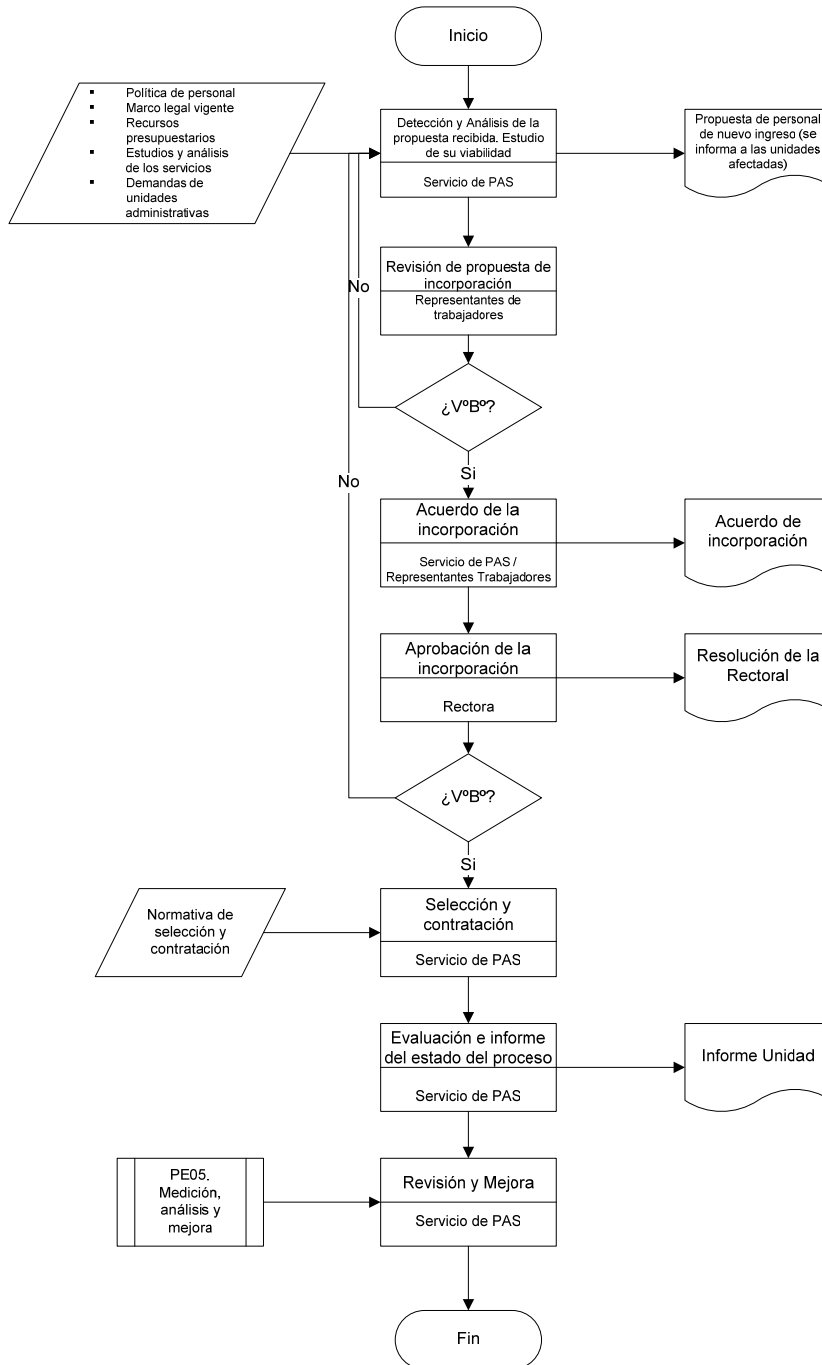 Inicio
▪ Política de personal
▪ Marco legal vigente
▪ Recursos
presupuestarios
▪ Estudios y análisis
de los servicios
▪ Demandas de
unidades
administrativas
Detección y Análisis de la
propuesta recibida. Estudio
de su viabilidad
Servicio de PAS
Propuesta de personal
de nuevo ingreso (se
informa a las unidades
afectadas)
Revisión de propuesta de
incorporación
Representantes de
trabajadores
No
¿VºBº?
Si
No
Acuerdo de la
incorporación
Servicio de PAS /
Representantes Trabajadores
Acuerdo de
incorporación
Aprobación de la
incorporación
Rectora
Resolución de la
Rectoral
¿VºBº?
Si
Normativa de
selección y
contratación
Selección y
contratación
Servicio de PAS
Evaluación e informe
del estado del proceso
Servicio de PAS
Informe Unidad
PE05.
Medición,
análisis y
mejora
Revisión y Mejora
Servicio de PAS
Fin